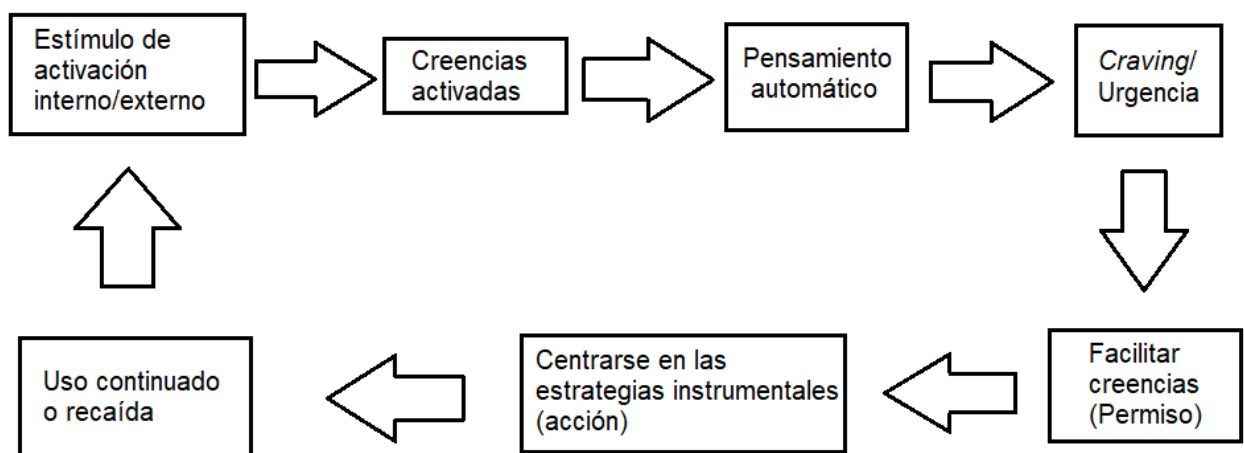 Estímulo de
activación
interno/externo
Creencias
activadas
Pensamiento
automático
Craving/
Urgencia
Facilitar
creencias
(Permiso)
Centrarse en las
estrategias instrumentales
(acción)
Uso continuado
o recaída